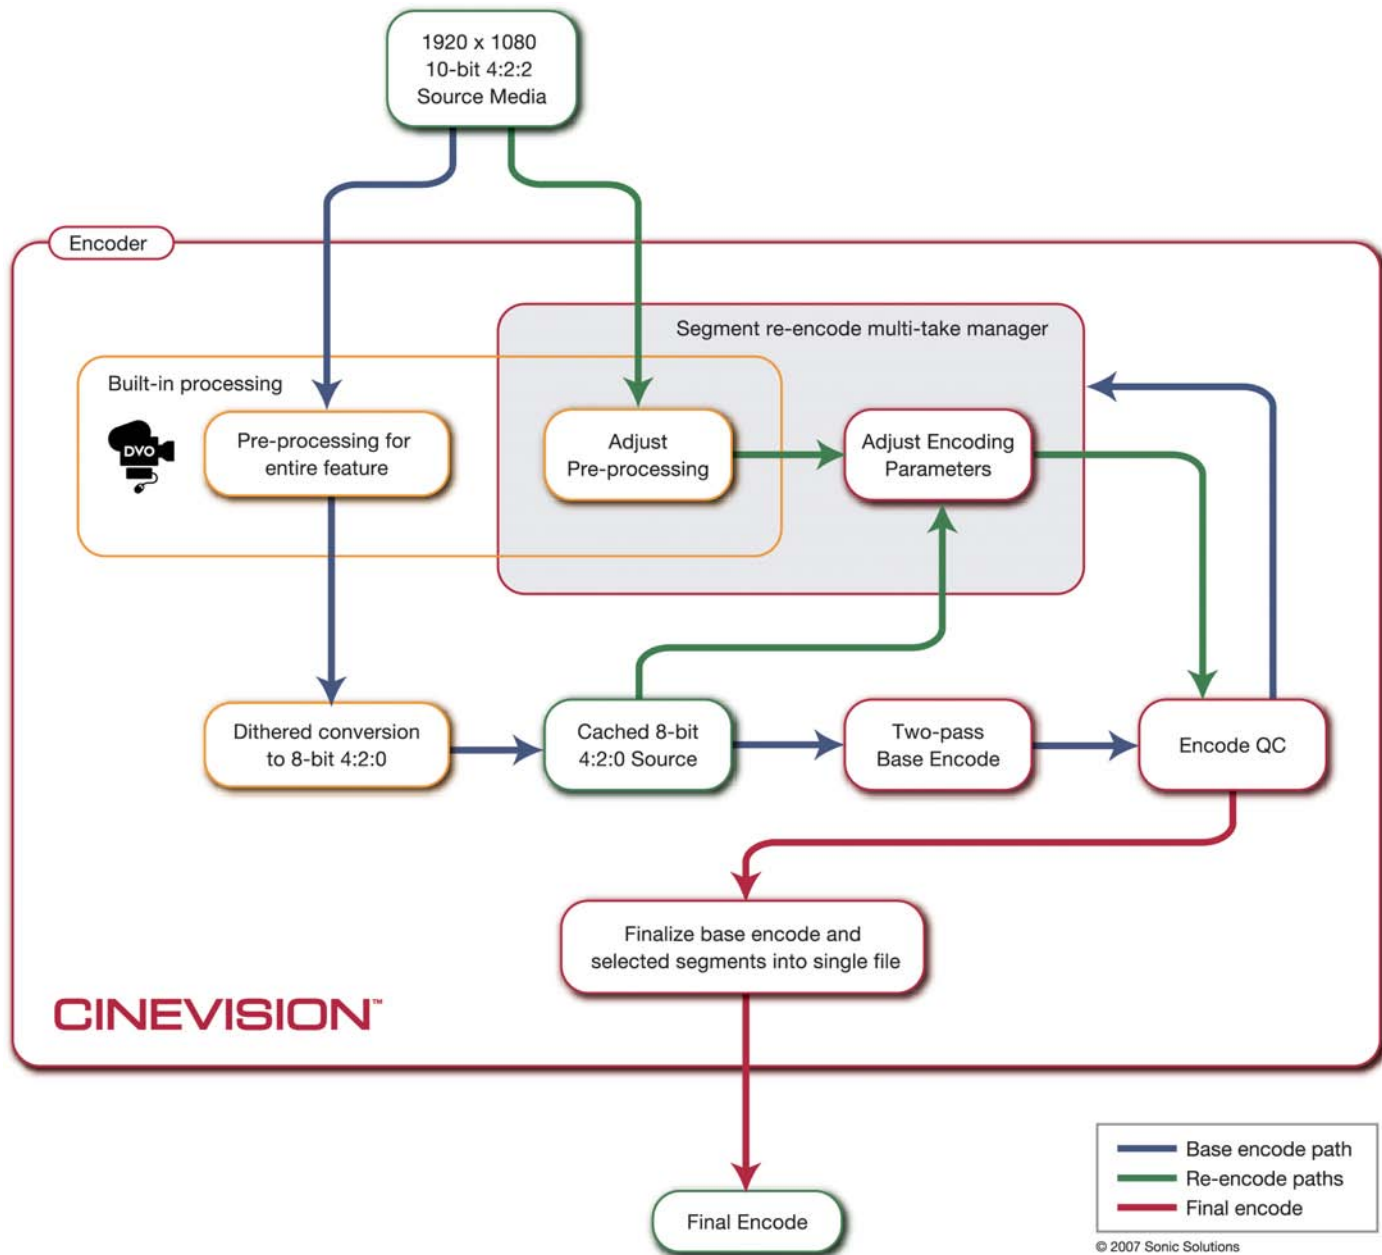 1920 x 1080
10-bit 4:2:2
Source Media
Encoder
Segment re-encode multi-take manager
Built-in processing
DVO
Pre-processing for
entire feature
Adjust
Pre-processing
Adjust Encoding
Parameters
Dithered conversion
to 8-bit 4:2:0
Cached 8-bit
4:2:0 Source
Two-pass
Base Encode
Encode QC
Finalize base encode and
selected segments into single file
CINEVISION™
Final Encode
Base encode path
Re-encode paths
Final encode
© 2007 Sonic Solutions